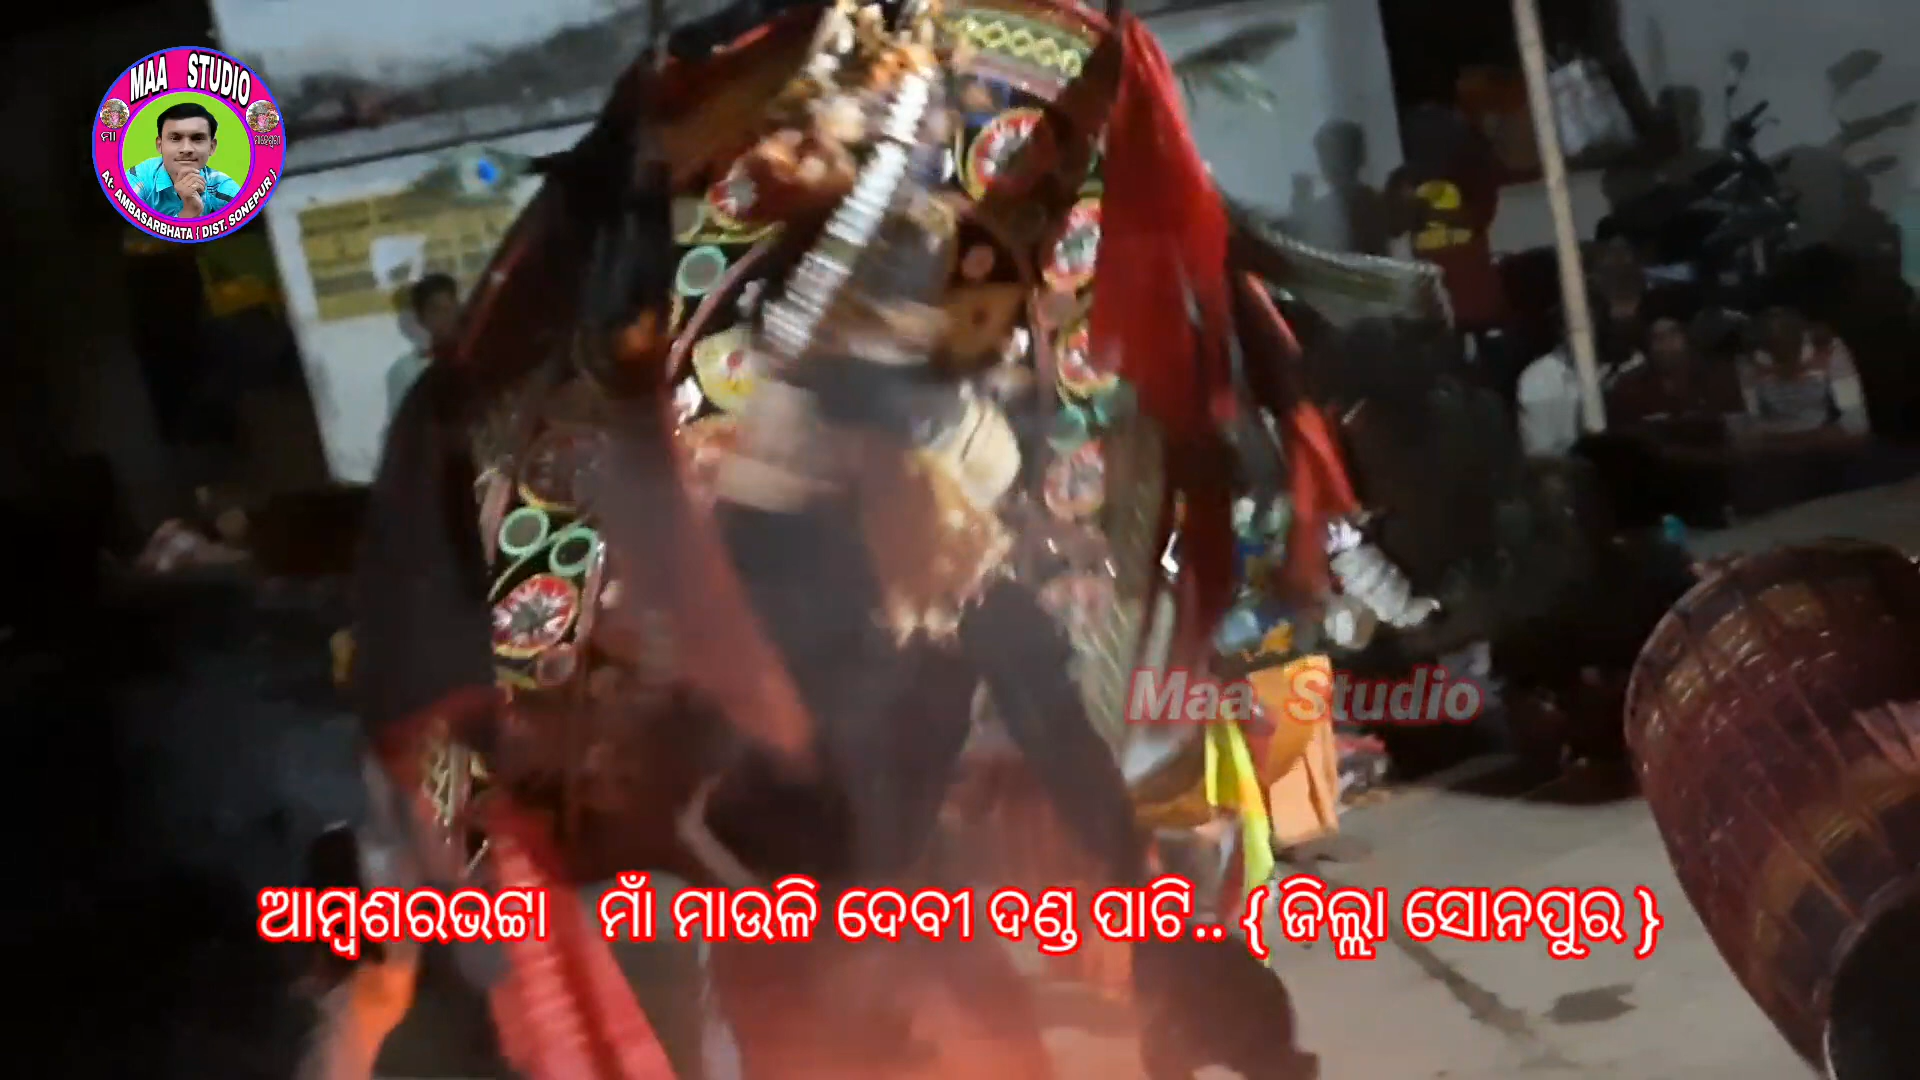 MAA STUDIO
ମା
At- AMBASARBHATA { DIST. SONEPUR }
Maa Studio
ଆମ୍ବଶରଭଟ୍ଟା ମାଁ ମାଉଳି ଦେବୀ ଦଣ୍ଡ ପାଟି.. { ଜିଲ୍ଲା ସୋନପୁର }